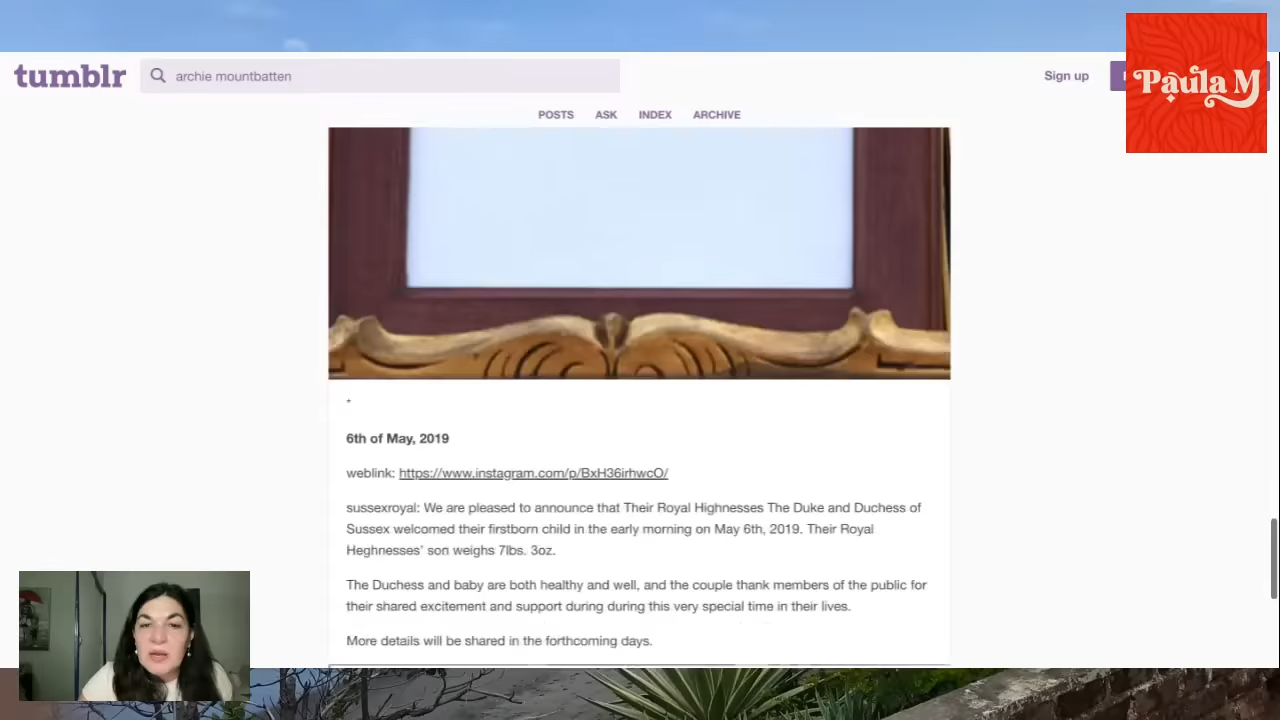 tumblr
archie mountbatten
Sign up
Paula M
POSTS ASK INDEX ARCHIVE
6th of May, 2019
weblink: https://www.instagram.com/p/BxH36irhwcO/
sussexroyal: We are pleased to announce that Their Royal Highnesses The Duke and Duchess of
Sussex welcomed their firstborn child in the early morning on May 6th, 2019. Their Royal
Heghnesses’ son weighs 7lbs. 3oz.
The Duchess and baby are both healthy and well, and the couple thank members of the public for
their shared excitement and support during during this very special time in their lives.
More details will be shared in the forthcoming days.